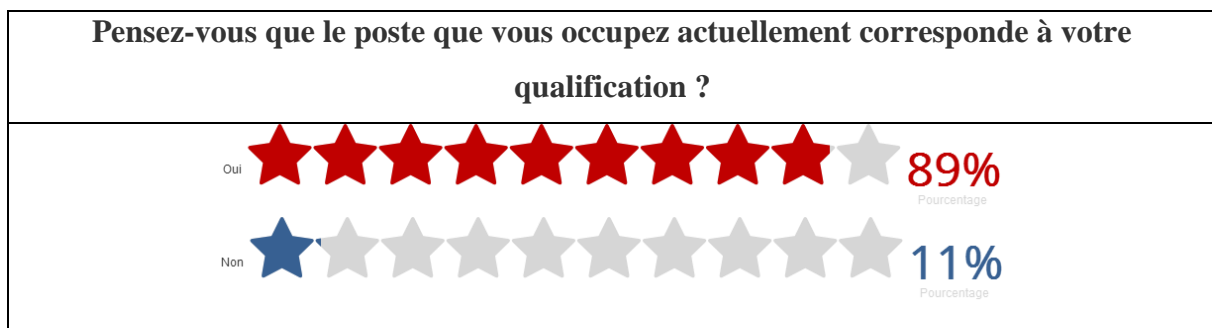 Pensez-vous que le poste que vous occupez actuellement corresponde à votre
qualification ?
Oui 89%
Pourcentage
Non 11%
Pourcentage